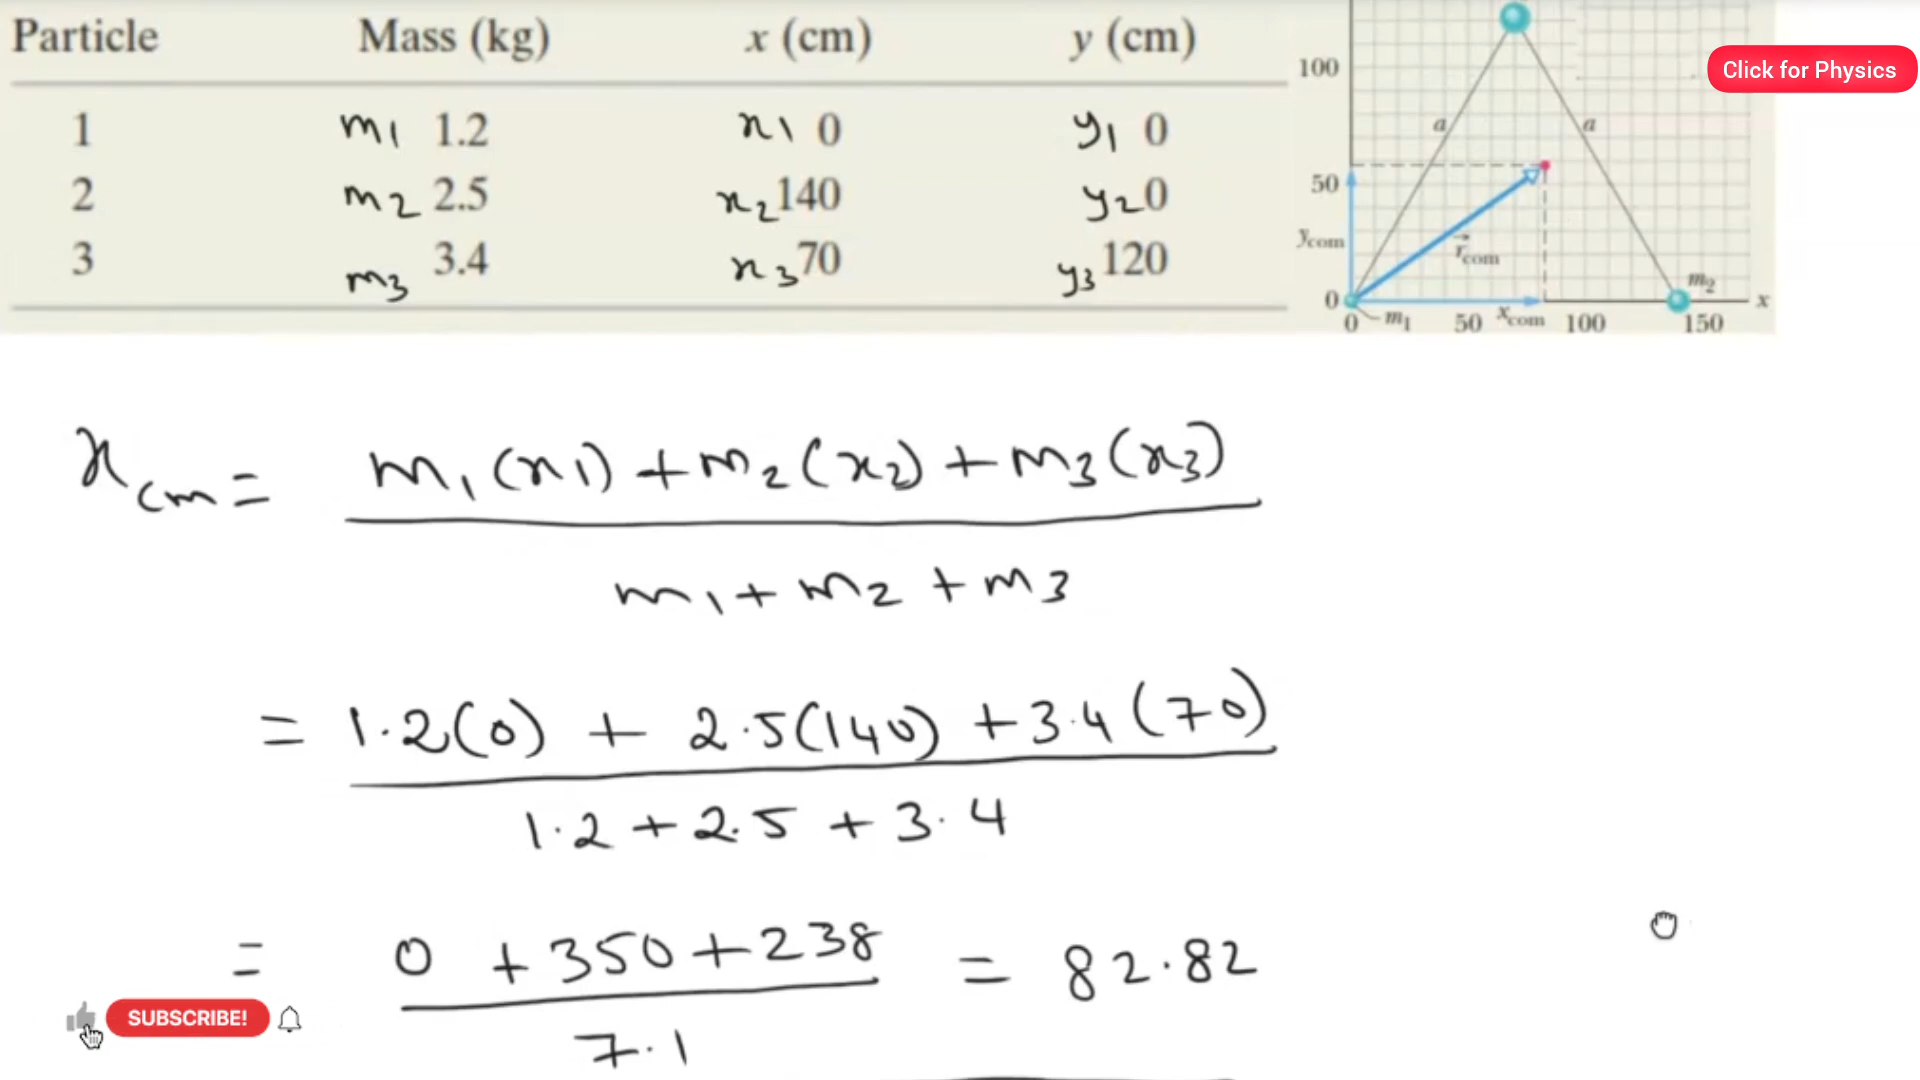 Particle Mass (kg) x (cm) y (cm)
1 m1 1.2 x1 0 y1 0
2 m2 2.5 x2 140 y2 0
3 m3 3.4 x3 70 y3 120
100
Click for Physics
a a
50
ycom
rcom
0 m2 x
0 m1 50 xcom 100 150
xcm = m1(x1) + m2(x2) + m3(x3)
m1 + m2 + m3
= 1.2(0) + 2.5(140) + 3.4(70)
1.2 + 2.5 + 3.4
= 0 + 350 + 238 = 82.82
7.1
SUBSCRIBE!